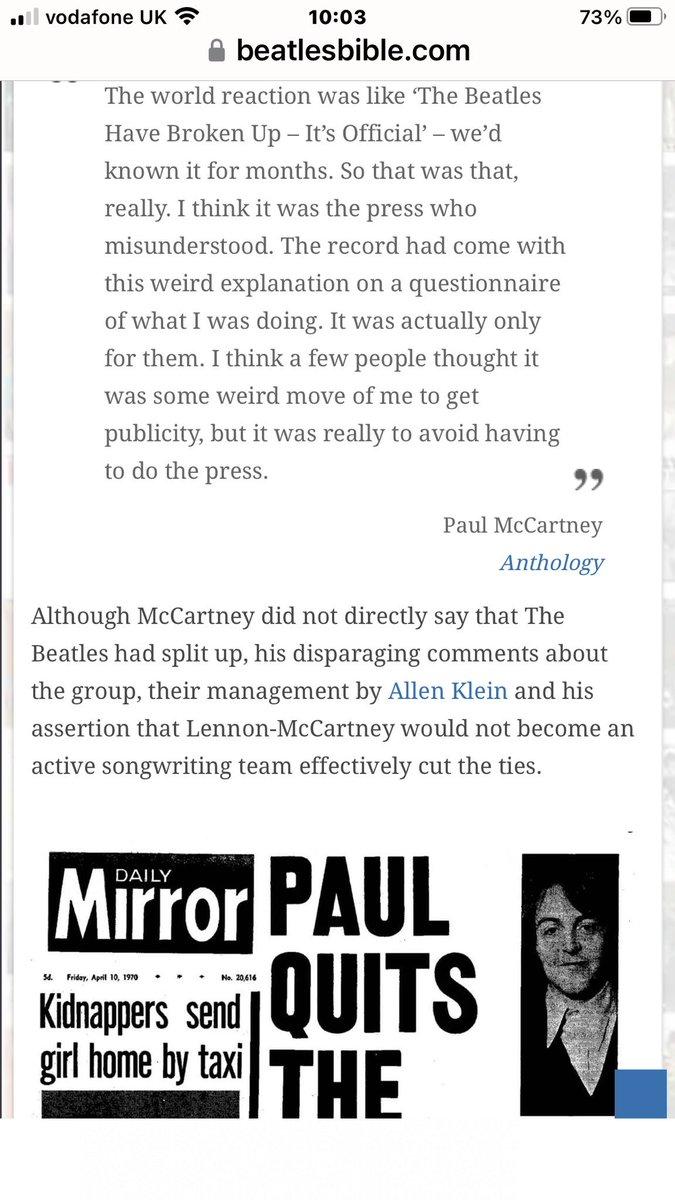 vodafone UK 10:03 73%
beatlesbible.com
The world reaction was like ‘The Beatles
Have Broken Up – It’s Official’ – we’d
known it for months. So that was that,
really. I think it was the press who
misunderstood. The record had come with
this weird explanation on a questionnaire
of what I was doing. It was actually only
for them. I think a few people thought it
was some weird move of me to get
publicity, but it was really to avoid having
to do the press.
”
Paul McCartney
Anthology
Although McCartney did not directly say that The
Beatles had split up, his disparaging comments about
the group, their management by Allen Klein and his
assertion that Lennon-McCartney would not become an
active songwriting team effectively cut the ties.
DAILY
Mirror
5d. Friday, April 10, 1970 No. 20,616
Kidnappers send
girl home by taxi
PAUL
QUITS
THE